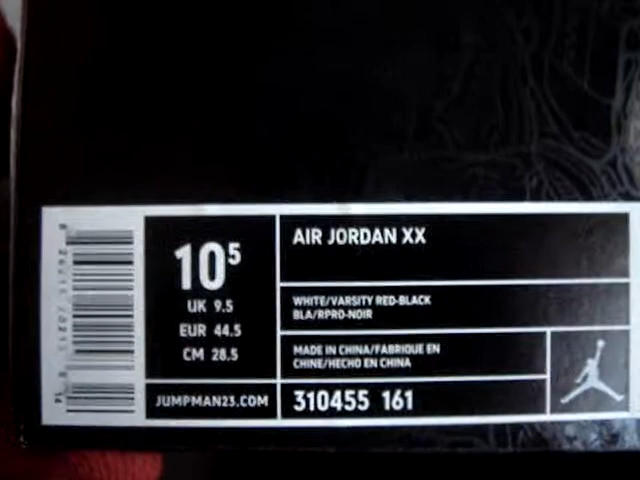 10⁵
UK 9.5
EUR 44.5
CM 28.5
JUMPMAN23.COM
AIR JORDAN XX
WHITE/VARSITY RED-BLACK
BLA/RPRO-NOIR
MADE IN CHINA/FABRIQUE EN
CHINE/HECHO EN CHINA
310455 161